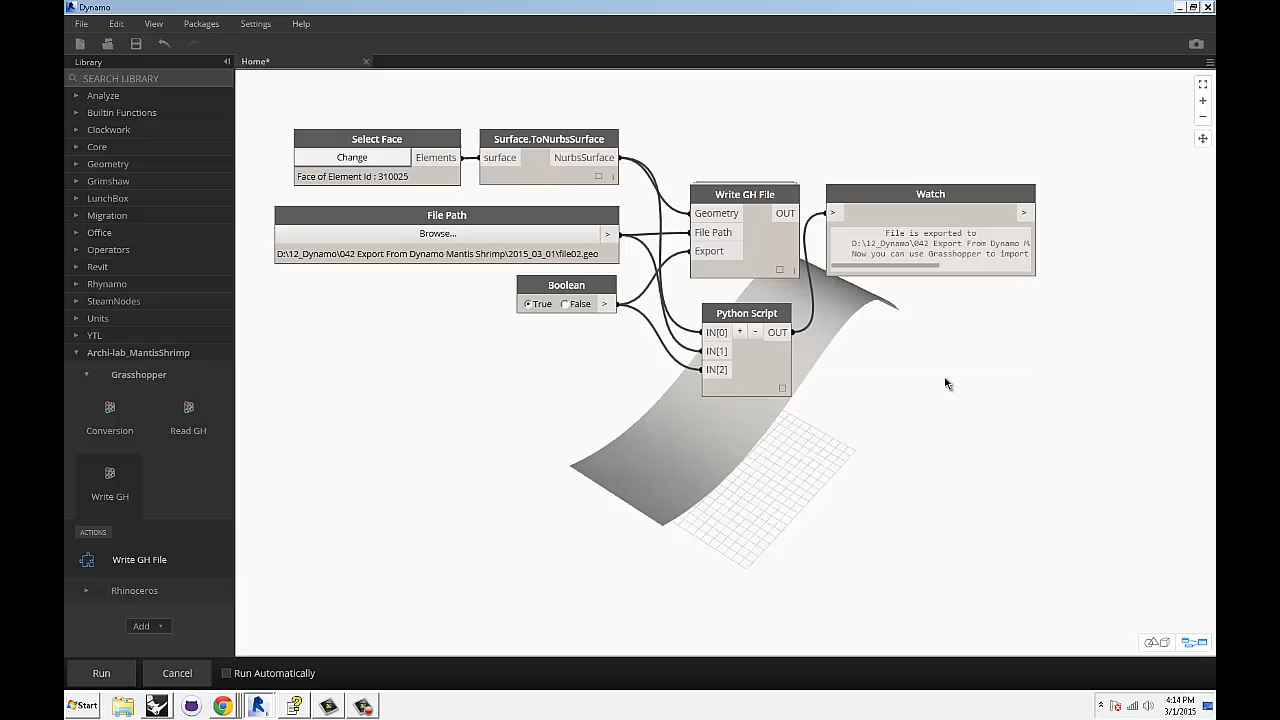 Dynamo
File Edit View Packages Settings Help
Library
Home*
SEARCH LIBRARY
Analyze
Builtin Functions
Clockwork
Core
Geometry
Grimshaw
LunchBox
Migration
Office
Operators
Revit
Rhynamo
SteamNodes
Units
YTL
Archi-lab_MantisShrimp
Grasshopper
Conversion
Read GH
Write GH
ACTIONS
Write GH File
Rhinoceros
Add
Select Face
Change
Elements
Face of Element Id : 310025
Surface.ToNurbsSurface
surface
NurbsSurface
File Path
Browse...
>
D:\12_Dynamo\042 Export From Dynamo Mantis Shrimp\2015_03_01\file02.geo
Boolean
True False >
Write GH File
Geometry OUT
File Path
Export
Watch
> >
File is exported to
D:\12_Dynamo\042 Export From Dynamo M
Now you can use Grasshopper to import
Python Script
IN[0] + - OUT
IN[1]
IN[2]
Run Cancel Run Automatically
Start
4:14 PM
3/1/2015